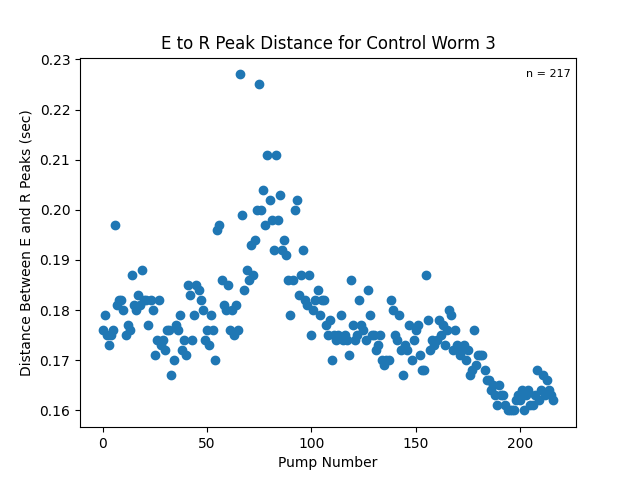 E to R Peak Distance for Control Worm 3
n = 217
Distance Between E and R Peaks (sec)
0.23
0.22
0.21
0.20
0.19
0.18
0.17
0.16
0 50 100 150 200
Pump Number